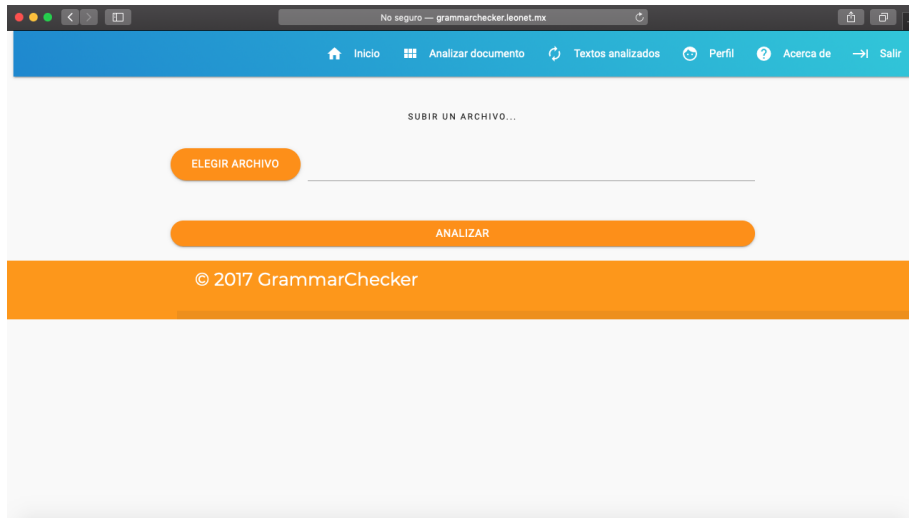 No seguro — grammarchecker.leonet.mx
Inicio Analizar documento Textos analizados Perfil ? Acerca de Salir
SUBIR UN ARCHIVO...
ELEGIR ARCHIVO
ANALIZAR
© 2017 GrammarChecker